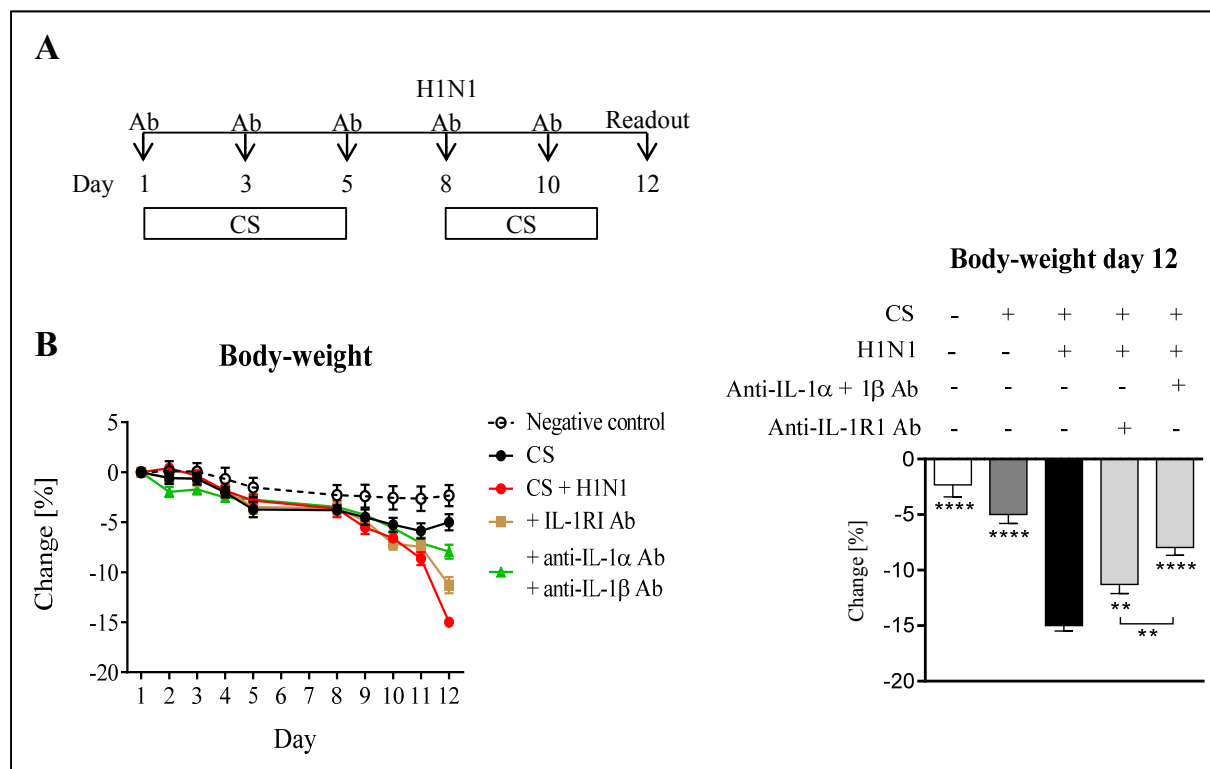 A
H1N1
Ab Ab Ab Ab Ab Readout
Day 1 3 5 8 10 12
CS CS
B
Body-weight
Change [%]
5
0
-5
-10
-15
-20
1 2 3 4 5 6 7 8 9 10 11 12
Day
Negative control
CS
CS + H1N1
+ IL-1RI Ab
+ anti-IL-1α Ab
+ anti-IL-1β Ab
Body-weight day 12
CS - + + + +
H1N1 - - + + +
Anti-IL-1α + 1β Ab - - - - +
Anti-IL-1R1 Ab - - - + -
Change [%]
0
-5
-10
-15
-20
****
****
**
****
**